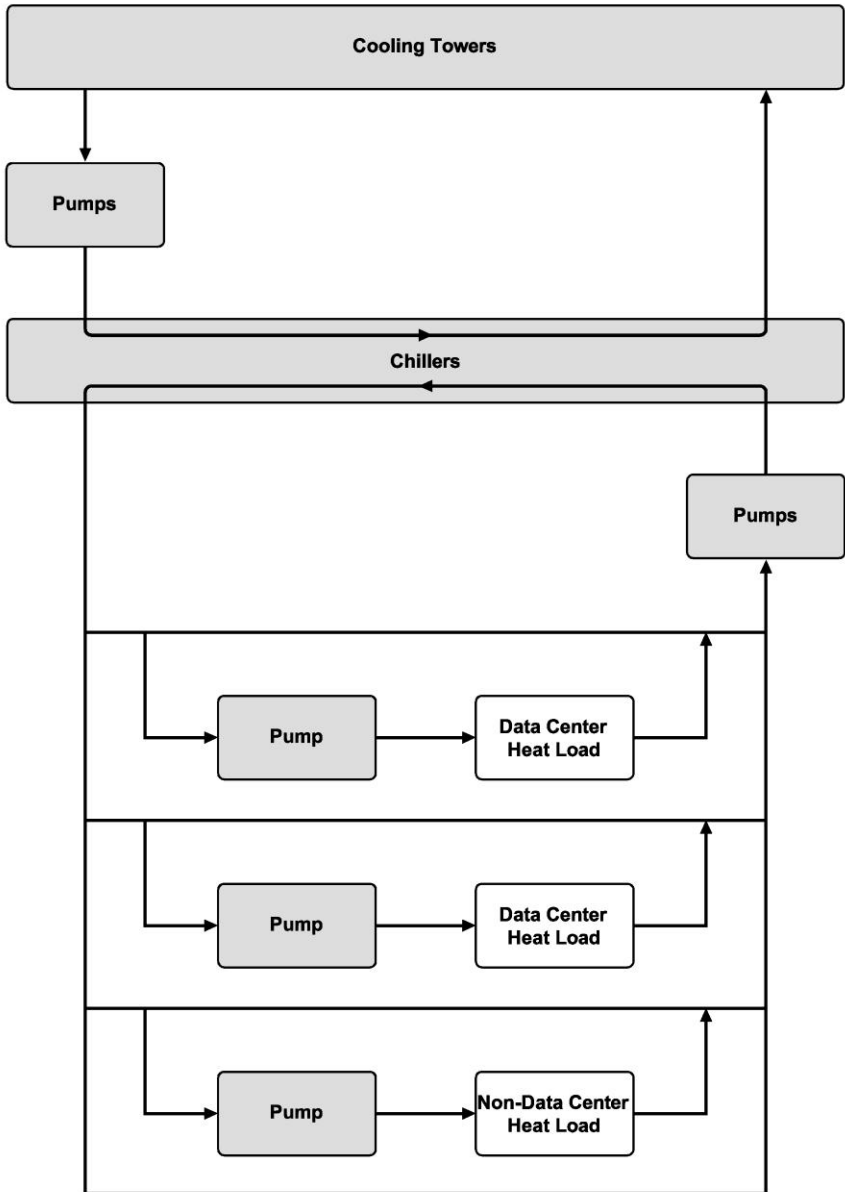 Cooling Towers
Pumps
Chillers
Pumps
Pump
Data Center
Heat Load
Pump
Data Center
Heat Load
Pump
Non-Data Center
Heat Load